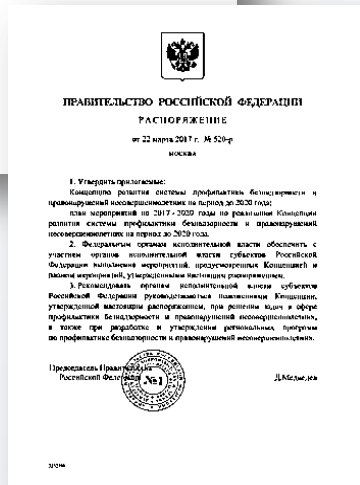 ПРАВИТЕЛЬСТВО РОССИЙСКОЙ ФЕДЕРАЦИИ
РАСПОРЯЖЕНИЕ
от 22 марта 2017 г. № 520-р
МОСКВА
1. Утвердить прилагаемые:
Концепцию развития системы профилактики безнадзорности и
правонарушений несовершеннолетних на период до 2020 года;
план мероприятий на 2017 - 2020 годы по реализации Концепции
развития системы профилактики безнадзорности и правонарушений
несовершеннолетних на период до 2020 года.
2. Федеральным органам исполнительной власти обеспечить с
участием органов исполнительной власти субъектов Российской
Федерации выполнение мероприятий, предусмотренных Концепцией и
планом мероприятий, утвержденными настоящим распоряжением.
3. Рекомендовать органам исполнительной власти субъектов
Российской Федерации руководствоваться положениями Концепции,
утвержденной настоящим распоряжением, при решении задач в сфере
профилактики безнадзорности и правонарушений несовершеннолетних,
а также при разработке и утверждении региональных программ
по профилактике безнадзорности и правонарушений несовершеннолетних.
Председатель Правительства
Российской Федерации
Д.Медведев
№1